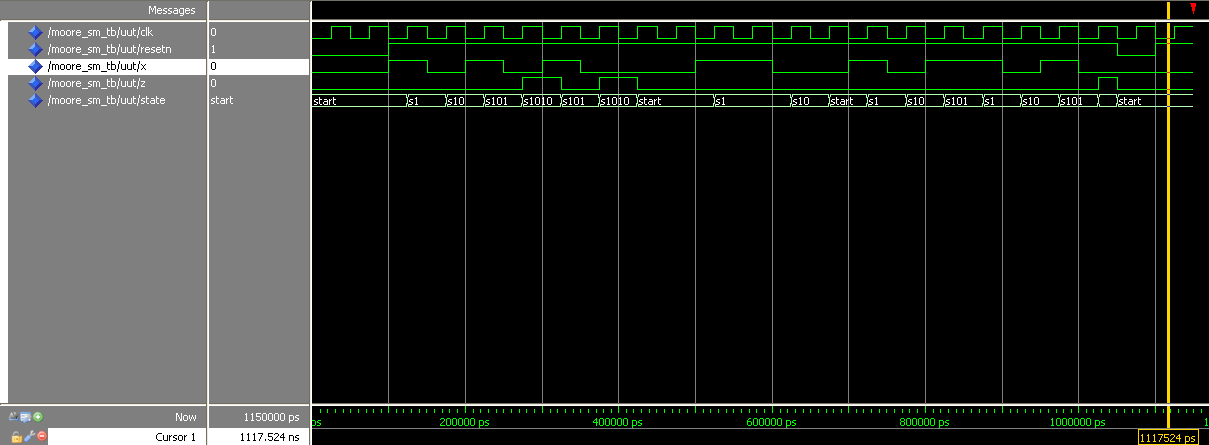 Messages
/moore_sm_tb/uut/clk 0
/moore_sm_tb/uut/resetn 1
/moore_sm_tb/uut/x 0
/moore_sm_tb/uut/z 0
/moore_sm_tb/uut/state start start s1 s10 s101 s1010 s101 s1010 start s1 s10 start s1 s10 s101 s1 s10 s101 start
Now 1150000 ps ps 200000 ps 400000 ps 600000 ps 800000 ps 1000000 ps 1
Cursor 1 1117.524 ns 1117524 ps